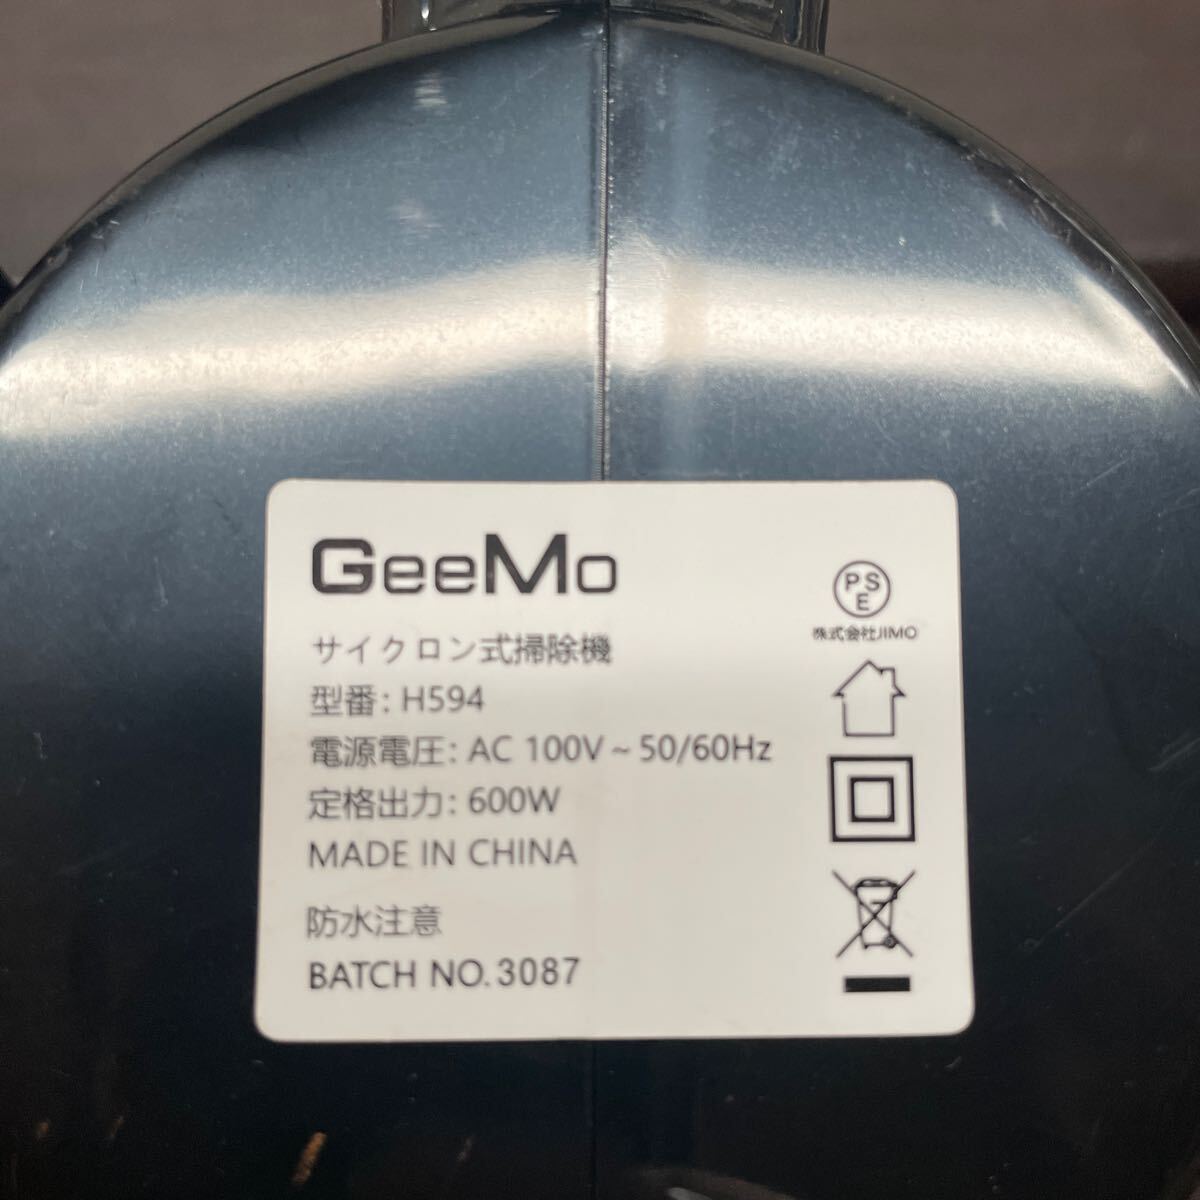 GeeMo
サイクロン式掃除機
型番: H594
電源電圧: AC 100V ~ 50/60Hz
定格出力: 600W
MADE IN CHINA
防水注意
BATCH NO. 3087
PSE
株式会社JIMO